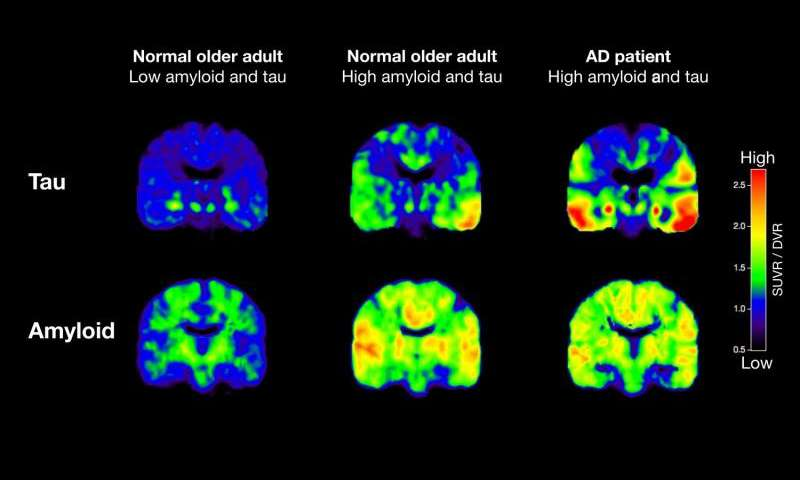 Normal older adult
Low amyloid and tau
Normal older adult
High amyloid and tau
AD patient
High amyloid and tau
Tau
Amyloid
High
2.5
2.0
1.5
1.0
0.5
SUVR / DVR
Low